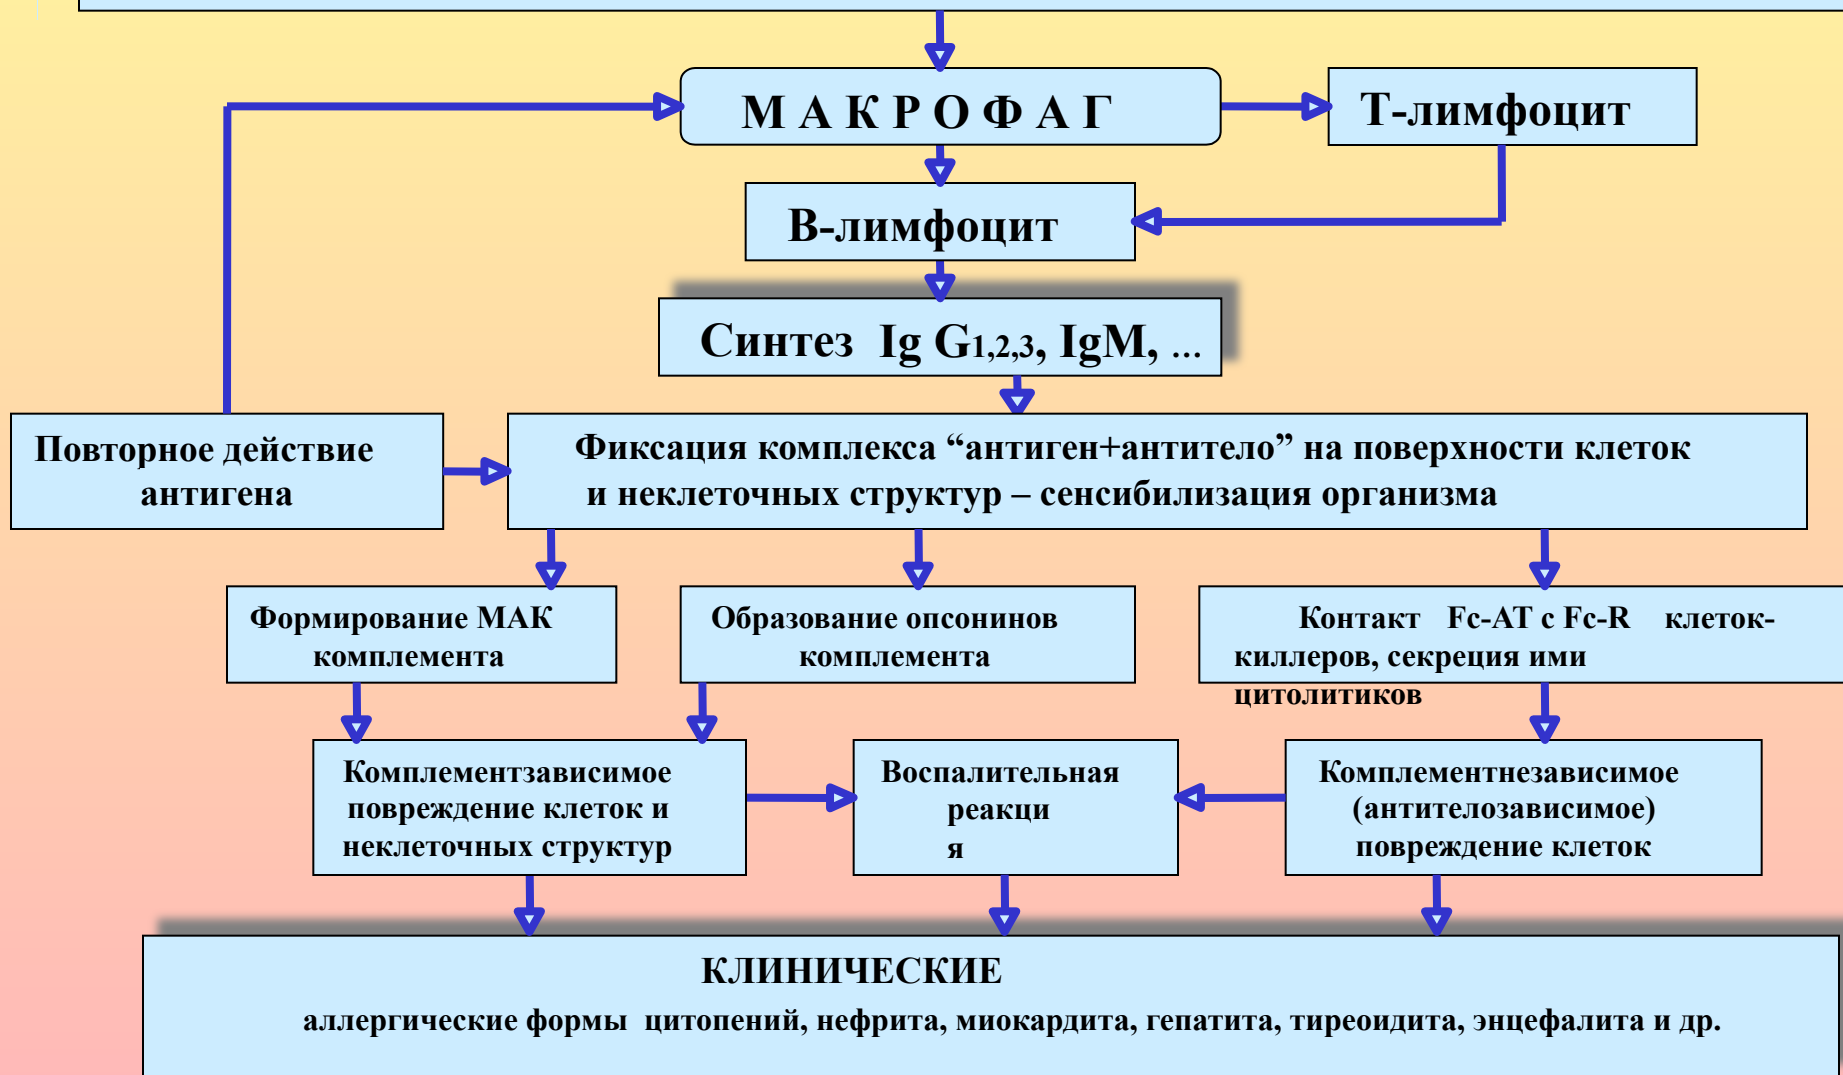 М А К Р О Ф А Г
Т-лимфоцит
В-лимфоцит
Синтез Ig G1,2,3, IgM, ...
Повторное действие
антигена
Фиксация комплекса “антиген+антитело” на поверхности клеток
и неклеточных структур – сенсибилизация организма
Формирование МАК
комплемента
Образование опсонинов
комплемента
Контакт Fc-АТ с Fc-R клеток-
киллеров, секреция ими
цитолитиков
Комплементзависимое
повреждение клеток и
неклеточных структур
Воспалительная
реакци
я
Комплементнезависимое
(антителозависимое)
повреждение клеток
КЛИНИЧЕСКИЕ
аллергические формы цитопений, нефрита, миокардита, гепатита, тиреоидита, энцефалита и др.